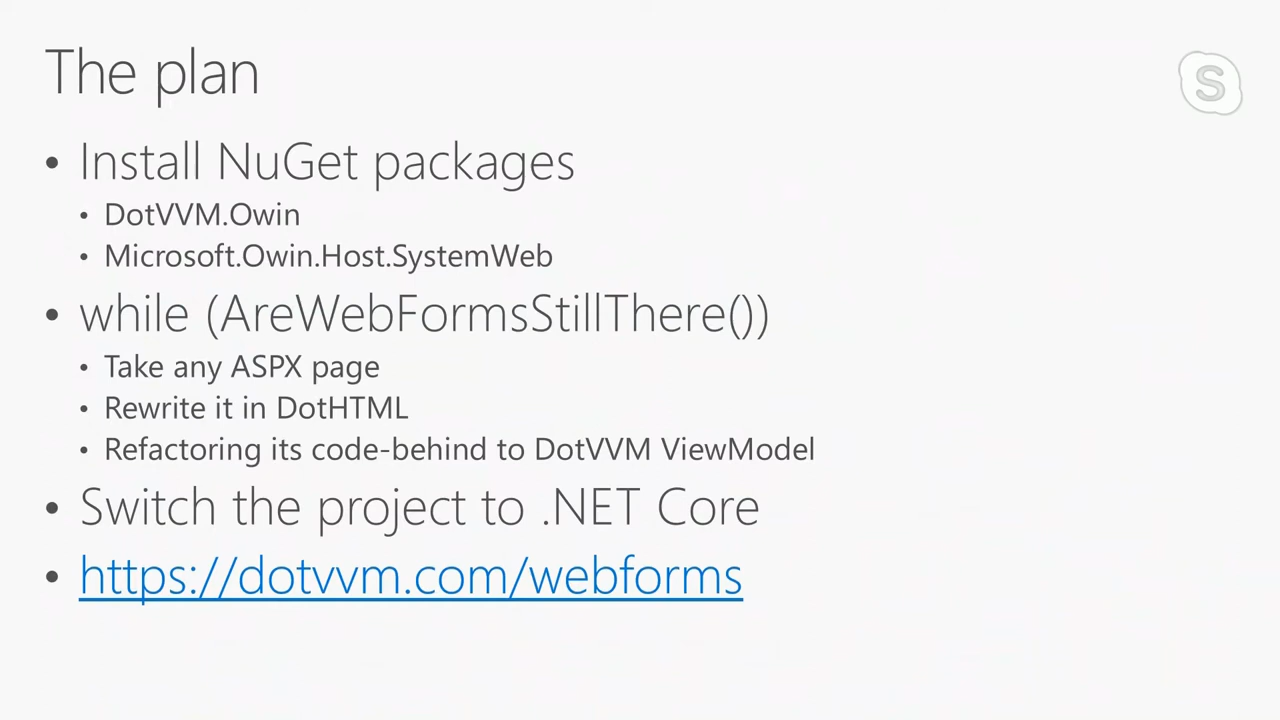 The plan
S
• Install NuGet packages
• DotVVM.Owin
• Microsoft.Owin.Host.SystemWeb
• while (AreWebFormsStillThere())
• Take any ASPX page
• Rewrite it in DotHTML
• Refactoring its code-behind to DotVVM ViewModel
• Switch the project to .NET Core
• https://dotvvm.com/webforms